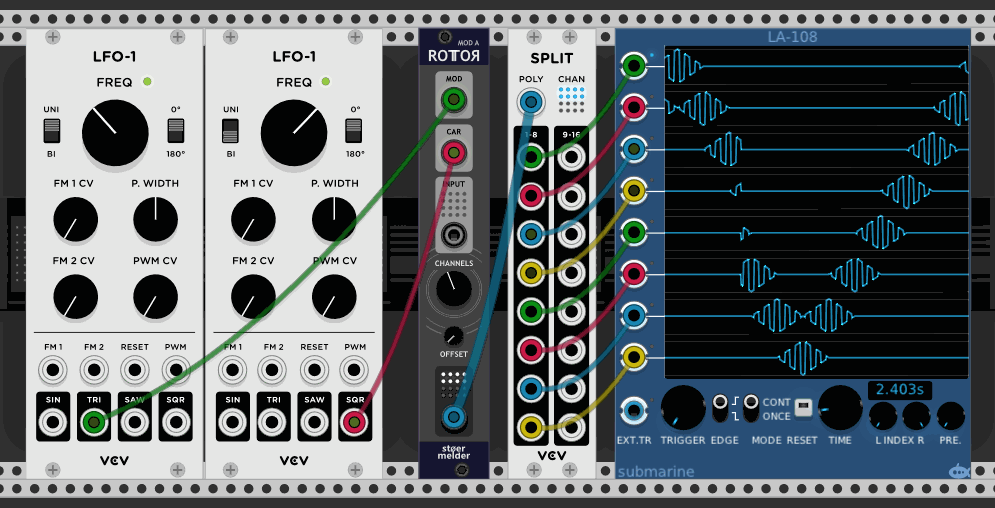 LFO-1
FREQ
UNI
0°
BI
180°
FM 1 CV
P. WIDTH
FM 2 CV
PWM CV
FM 1
FM 2
RESET
PWM
SIN
TRI
SAW
SQR
VCV
LFO-1
FREQ
UNI
0°
BI
180°
FM 1 CV
P. WIDTH
FM 2 CV
PWM CV
FM 1
FM 2
RESET
PWM
SIN
TRI
SAW
SQR
VCV
MOD A
ROTOR
MOD
CAR
INPUT
CHANNELS
OFFSET
stoer
melder
SPLIT
POLY
CHAN
1-8
9-16
VCV
LA-108
2.403s
EXT.TR
TRIGGER
EDGE
CONT
ONCE
MODE
RESET
TIME
L INDEX R
PRE.
submarine